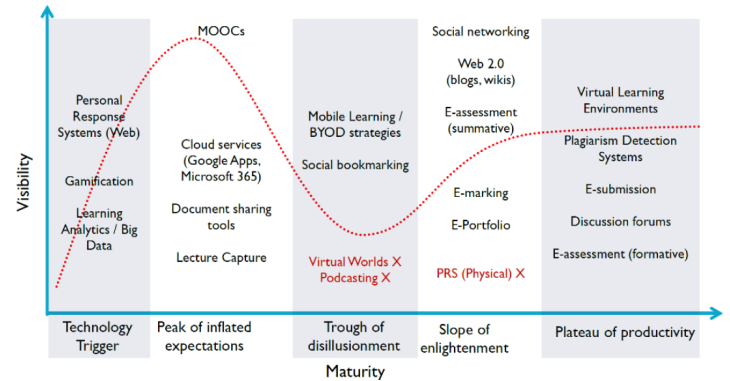 MOOCs
Social networking
Web 2.0
(blogs, wikis)
E-assessment
(summative)
Personal
Response
Systems (Web)
Gamification
Learning
Analytics / Big
Data
Cloud services
(Google Apps,
Microsoft 365)
Document sharing
tools
Lecture Capture
Mobile Learning /
BYOD strategies
Social bookmarking
Virtual Worlds X
Podcasting X
E-marking
E-Portfolio
PRS (Physical) X
Virtual Learning
Environments
Plagiarism Detection
Systems
E-submission
Discussion forums
E-assessment (formative)
Visibility
Technology
Trigger
Peak of inflated
expectations
Trough of
disillusionment
Slope of
enlightenment
Plateau of productivity
Maturity